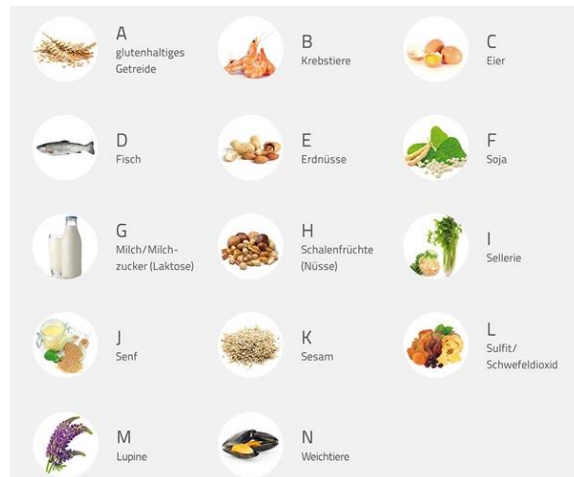 A
glutenhaltiges
Getreide
B
Krebstiere
C
Eier
D
Fisch
E
Erdnüsse
F
Soja
G
Milch/Milch-
zucker (Laktose)
H
Schalenfrüchte
(Nüsse)
I
Sellerie
J
Senf
K
Sesam
L
Sulfit/
Schwefeldioxid
M
Lupine
N
Weichtiere